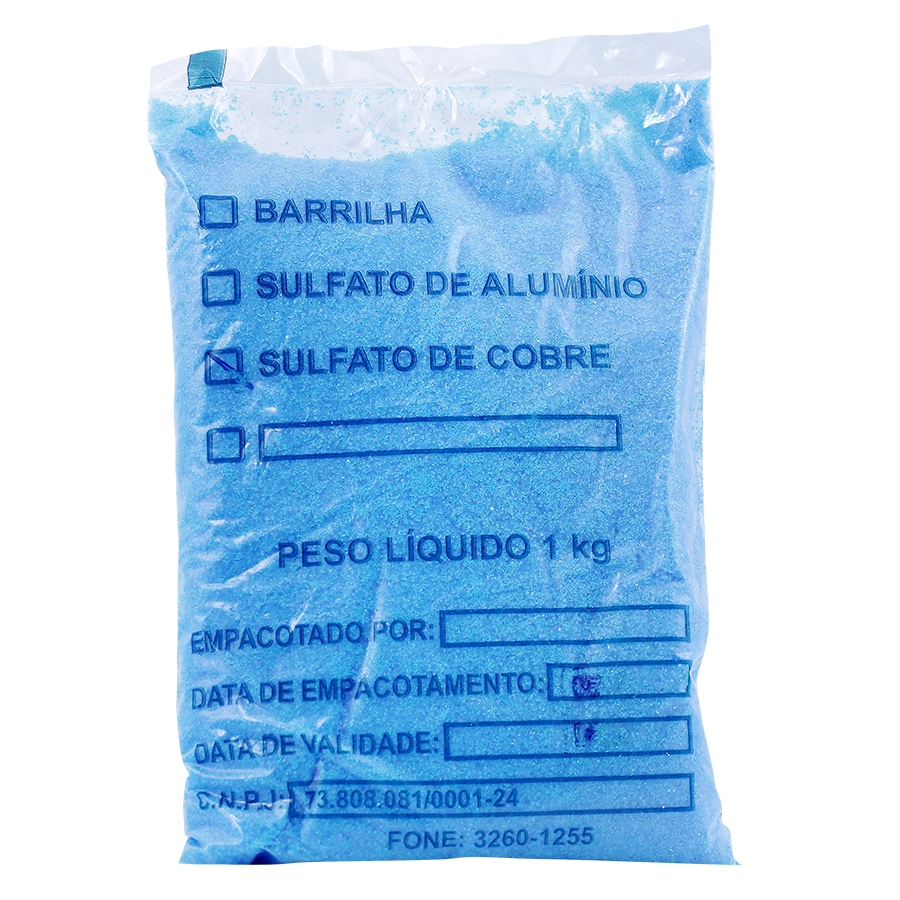 BARRILHA
SULFATO DE ALUMÍNIO
SULFATO DE COBRE
PESO LÍQUIDO 1 kg
EMPACOTADO POR:
DATA DE EMPACOTAMENTO:
DATA DE VALIDADE:
C.N.P.J.: 73.808.081/0001-24
FONE: 3260-1255